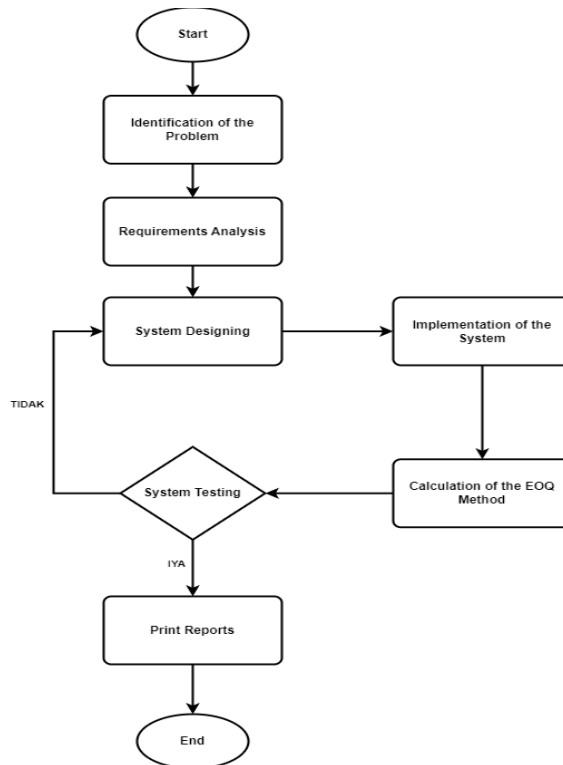 Start
Identification of the
Problem
Requirements Analysis
System Designing
Implementation of the
System
TIDAK
System Testing
Calculation of the EOQ
Method
IYA
Print Reports
End